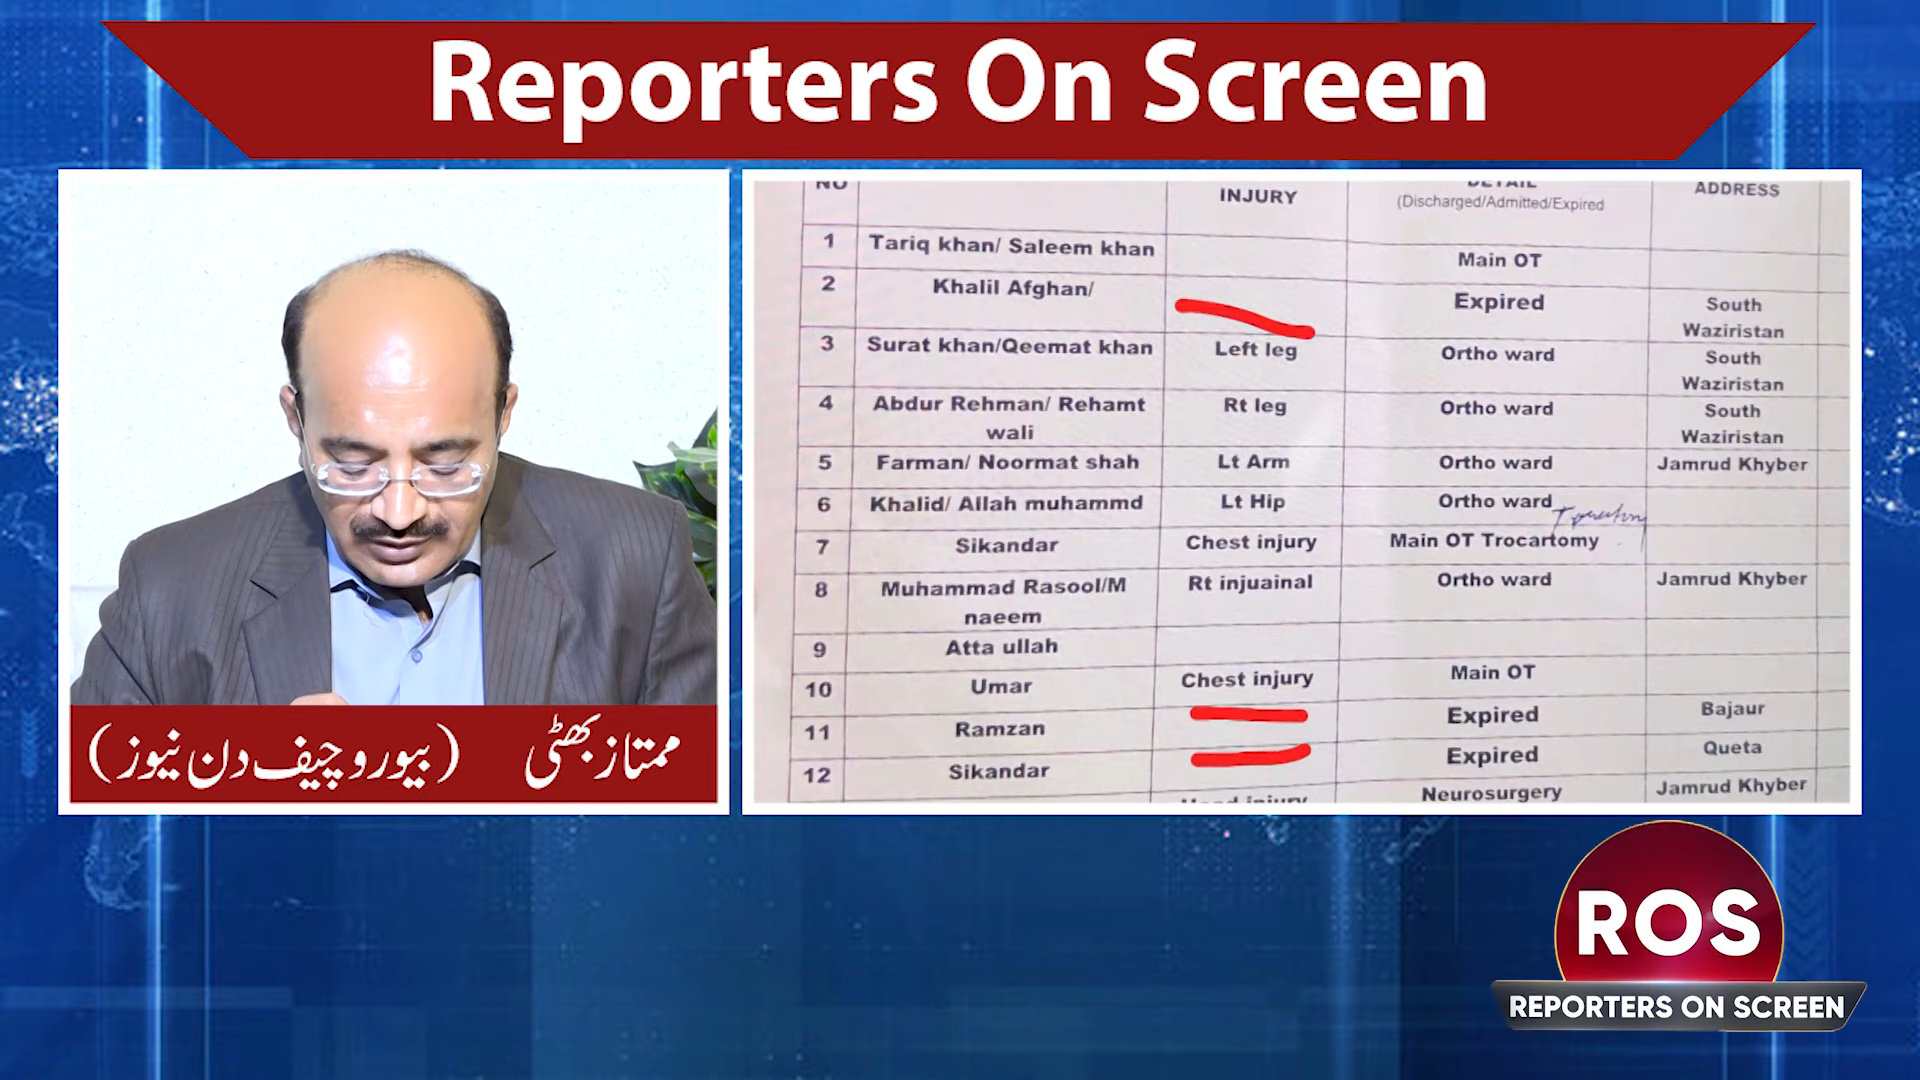 Reporters On Screen
NO INJURY DETAIL ADDRESS
(Discharged/Admitted/Expired
1 Tariq khan/ Saleem khan Main OT
2 Khalil Afghan/ Expired South Waziristan
3 Surat khan/Qeemat khan Left leg Ortho ward South Waziristan
4 Abdur Rehman/ Rehamt wali Rt leg Ortho ward South Waziristan
5 Farman/ Noormat shah Lt Arm Ortho ward Jamrud Khyber
6 Khalid/ Allah muhammd Lt Hip Ortho ward
7 Sikandar Chest injury Main OT Trocartomy
8 Muhammad Rasool/M naeem Rt injuainal Ortho ward Jamrud Khyber
9 Atta ullah
10 Umar Chest injury Main OT
11 Ramzan Expired Bajaur
12 Sikandar Expired Queta
Head injury Neurosurgery Jamrud Khyber
ممتاز بھٹی (بیورو چیف دن نیوز)
ROS
REPORTERS ON SCREEN